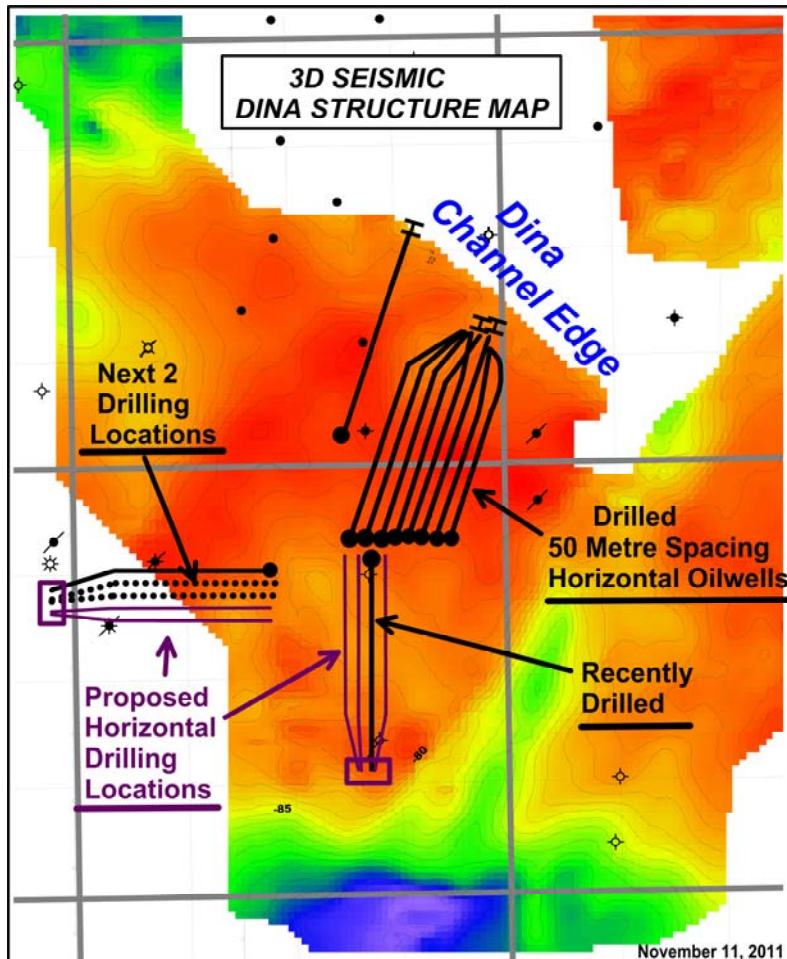 3D SEISMIC
DINA STRUCTURE MAP
Dina
Channel Edge
Next 2
Drilling
Locations
Drilled
50 Metre Spacing
Horizontal Oilwells
Recently
Drilled
Proposed
Horizontal
Drilling
Locations
-80
-85
November 11, 2011